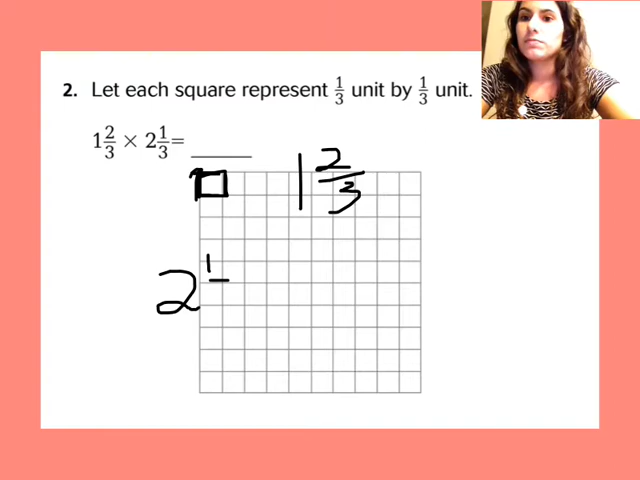 2. Let each square represent 1/3 unit by 1/3 unit.
1 2/3 × 2 1/3 = ______
1 2/3
2 1/